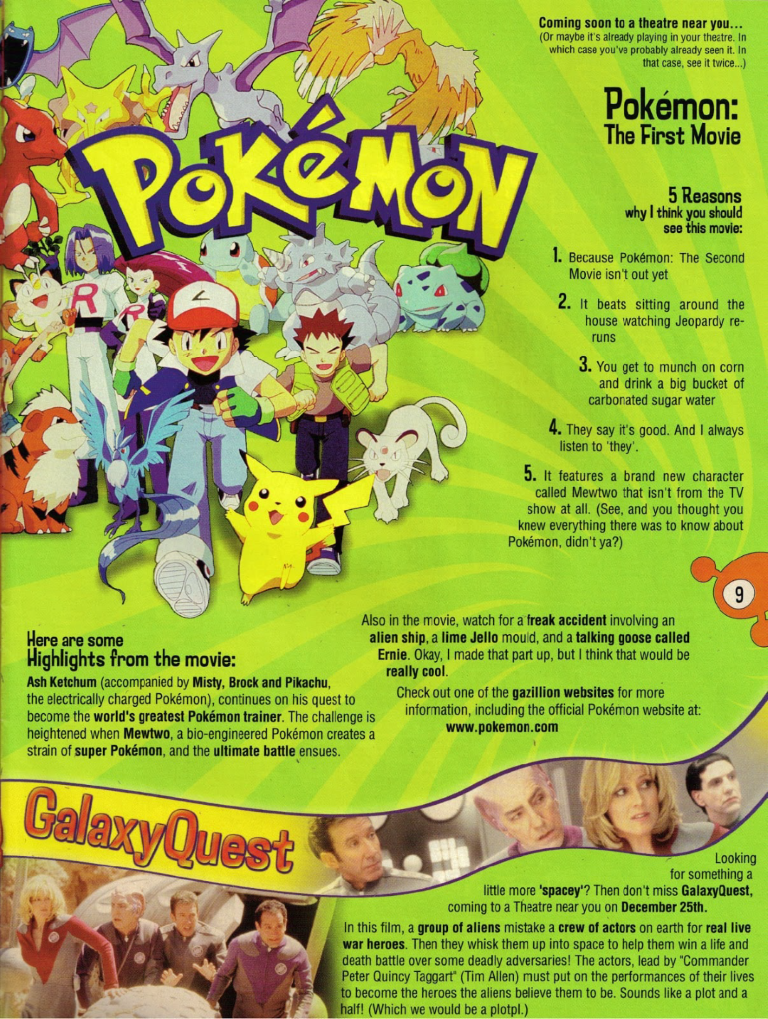 Coming soon to a theatre near you...
(Or maybe it's already playing in your theatre. In
which case you've probably already seen it. In
that case, see it twice...)
POKéMON
Pokémon:
The First Movie
5 Reasons
why I think you should
see this movie:
1. Because Pokémon: The Second
Movie isn't out yet
2. It beats sitting around the
house watching Jeopardy re-
runs
R
R
3. You get to munch on corn
and drink a big bucket of
carbonated sugar water
4. They say it's good. And I always
listen to 'they'.
5. It features a brand new character
called Mewtwo that isn't from the TV
show at all. (See, and you thought you
knew everything there was to know about
Pokémon, didn't ya?)
9
Here are some
Highlights from the movie:
Ash Ketchum (accompanied by Misty, Brock and Pikachu,
the electrically charged Pokémon), continues on his quest to
become the world's greatest Pokémon trainer. The challenge is
heightened when Mewtwo, a bio-engineered Pokémon creates a
strain of super Pokémon, and the ultimate battle ensues.
Also in the movie, watch for a freak accident involving an
alien ship, a lime Jello mould, and a talking goose called
Ernie. Okay, I made that part up, but I think that would be
really cool.
Check out one of the gazillion websites for more
information, including the official Pokémon website at:
www.pokemon.com
GalaxyQuest
Looking
for something a
little more 'spacey'? Then don't miss GalaxyQuest,
coming to a Theatre near you on December 25th.
In this film, a group of aliens mistake a crew of actors on earth for real live
war heroes. Then they whisk them up into space to help them win a life and
death battle over some deadly adversaries! The actors, lead by "Commander
Peter Quincy Taggart" (Tim Allen) must put on the performances of their lives
to become the heroes the aliens believe them to be. Sounds like a plot and a
half! (Which we would be a plotpl.)